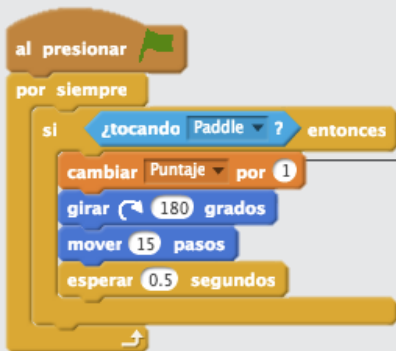 al presionar
por siempre
si ¿tocando Paddle ? entonces
cambiar Puntaje por 1
girar 180 grados
mover 15 pasos
esperar 0.5 segundos